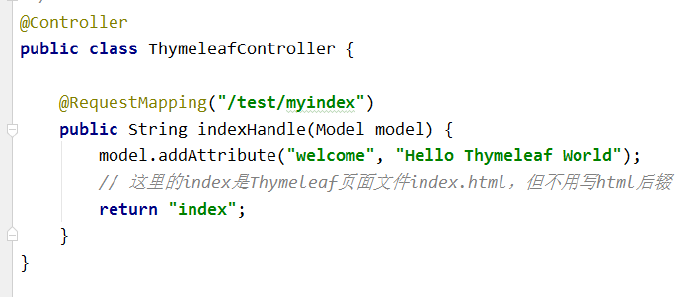 @Controller
public class ThymeleafController {
@RequestMapping("/test/myindex")
public String indexHandle(Model model) {
model.addAttribute("welcome", "Hello Thymeleaf World");
// 这里的index是Thymeleaf页面文件index.html，但不用写html后辍
return "index";
}
}